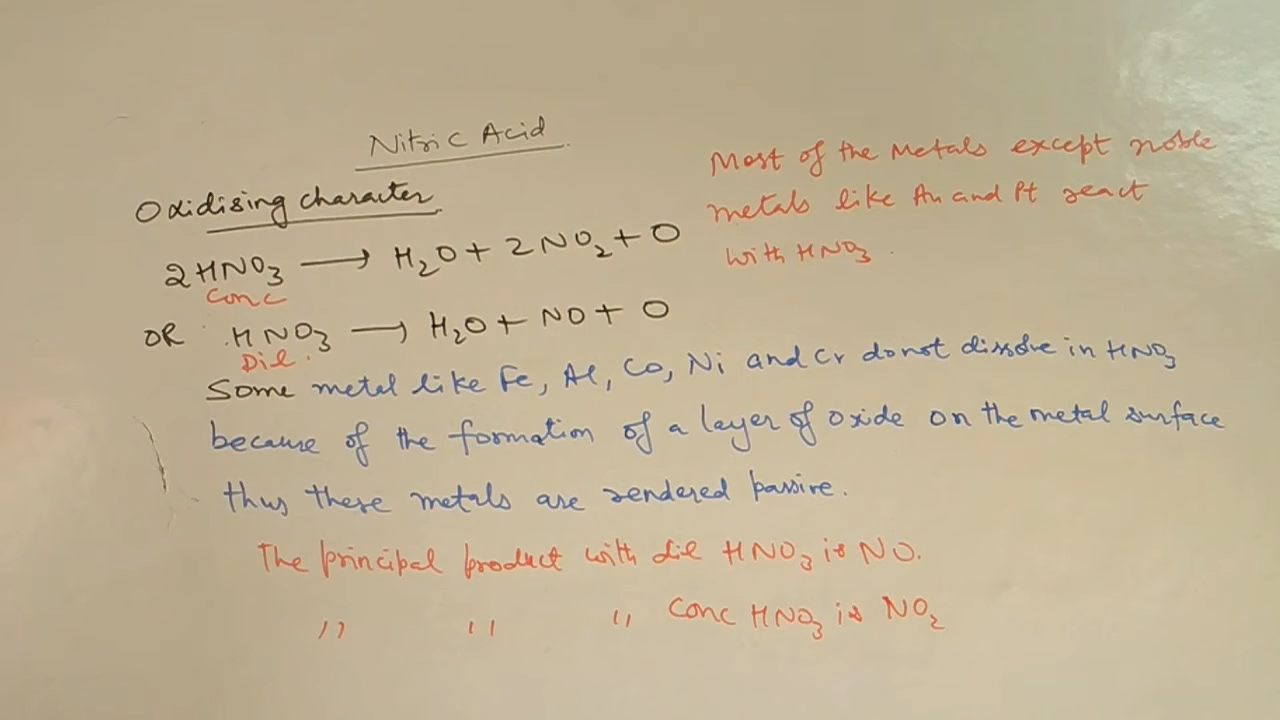 Nitric Acid
Oxidising character
2HNO₃ ⟶ H₂O + 2NO₂ + O
Conc
OR HNO₃ ⟶ H₂O + NO + O
Dil.
Most of the Metals except noble
metals like Au and Pt react
with HNO₃.
Some metal like Fe, Al, Co, Ni and Cr donot dissolve in HNO₃
because of the formation of a layer of oxide on the metal surface
thus these metals are rendered passive.
The principal product with dil HNO₃ is NO.
〃 〃 〃 Conc HNO₃ is NO₂